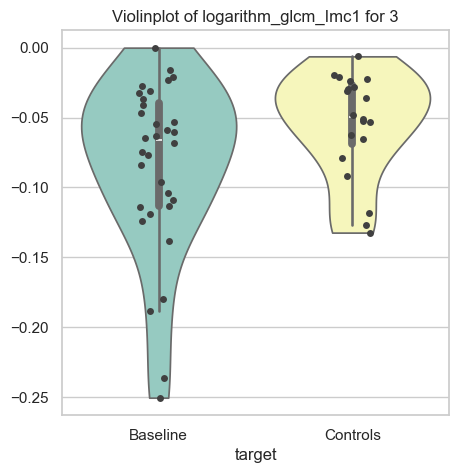 Violinplot of logarithm_glcm_Imc1 for 3
0.00
−0.05
−0.10
−0.15
−0.20
−0.25
Baseline
Controls
target